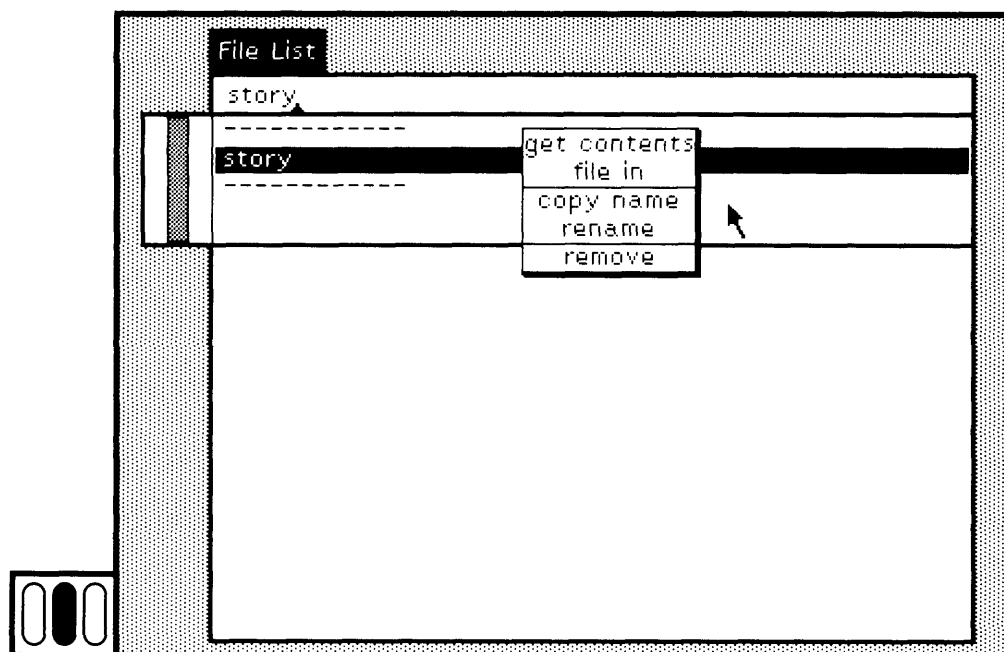 File List
story
--------------
story
--------------
get contents
file in
copy name
rename
remove